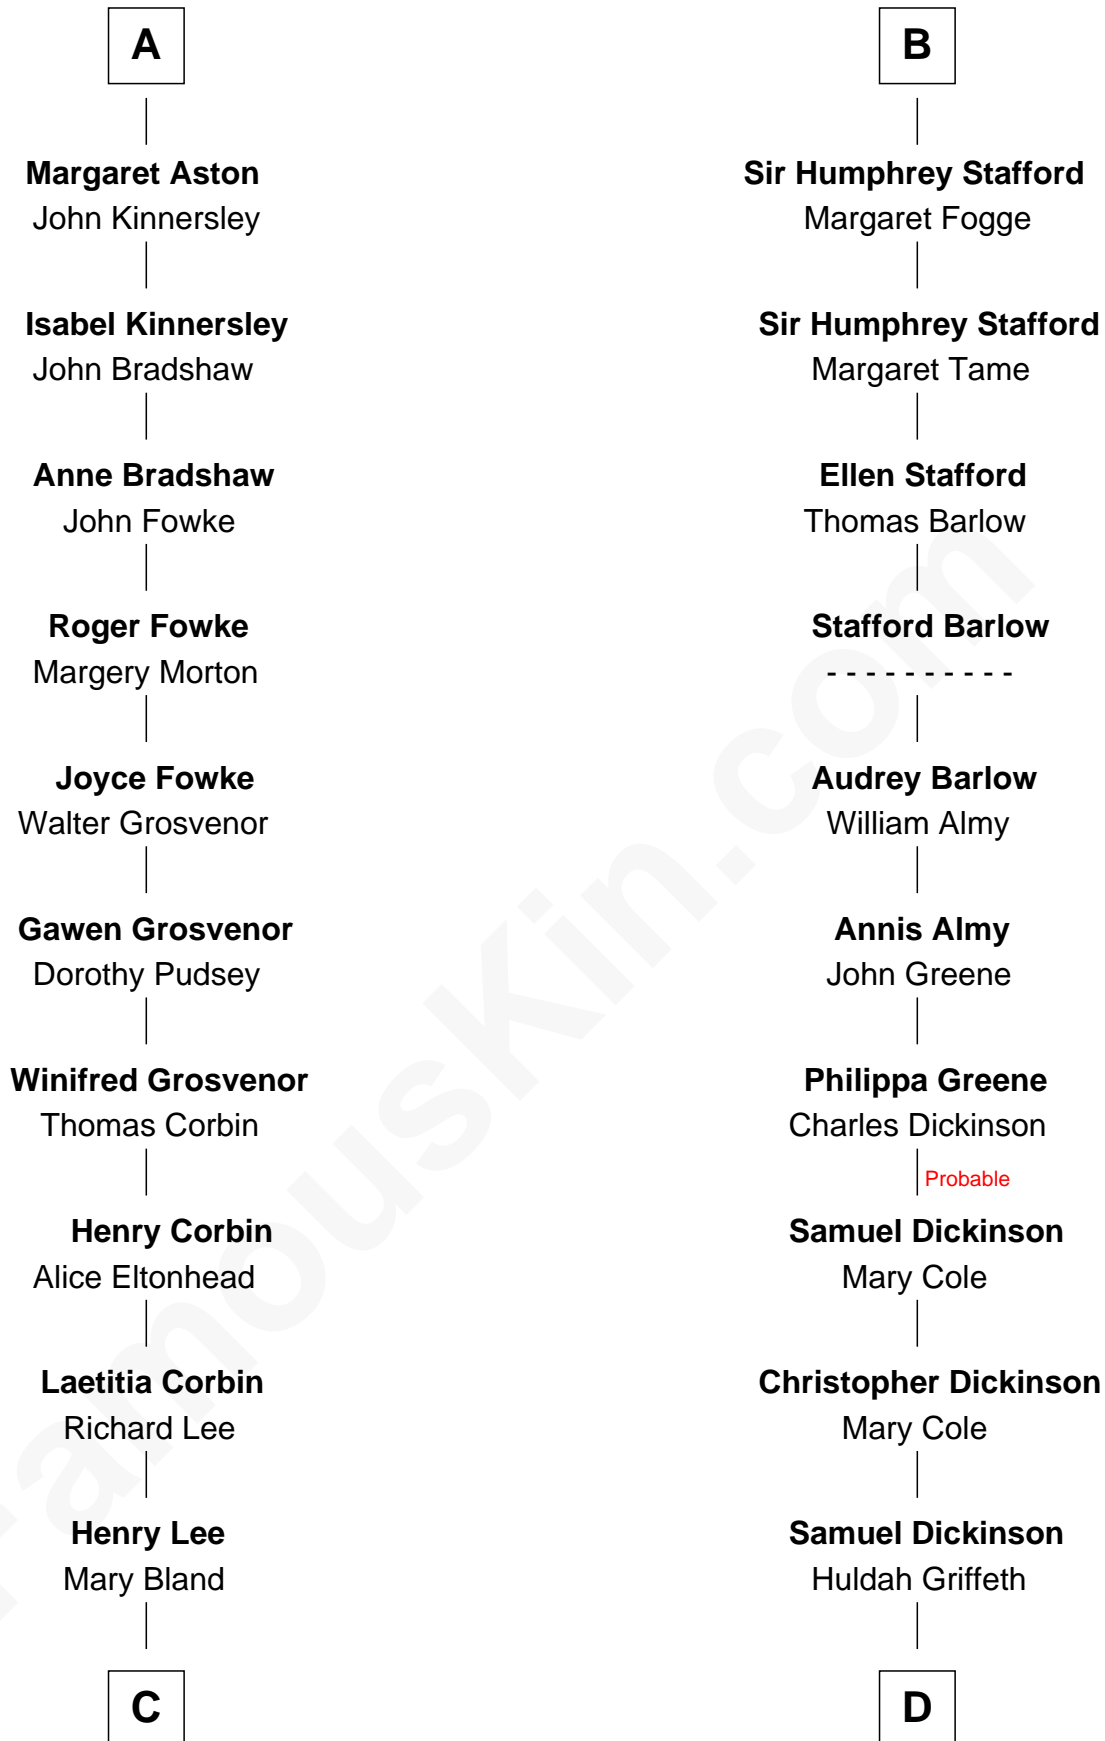 A
Margaret Aston
John Kinnersley
Isabel Kinnersley
John Bradshaw
Anne Bradshaw
John Fowke
Roger Fowke
Margery Morton
Joyce Fowke
Walter Grosvenor
Gawen Grosvenor
Dorothy Pudsey
Winifred Grosvenor
Thomas Corbin
Henry Corbin
Alice Eltonhead
Laetitia Corbin
Richard Lee
Henry Lee
Mary Bland
C
B
Sir Humphrey Stafford
Margaret Fogge
Sir Humphrey Stafford
Margaret Tame
Ellen Stafford
Thomas Barlow
Stafford Barlow
- - - - - - - - - -
Audrey Barlow
William Almy
Annis Almy
John Greene
Philippa Greene
Charles Dickinson
Probable
Samuel Dickinson
Mary Cole
Christopher Dickinson
Mary Cole
Samuel Dickinson
Huldah Griffeth
D
FamousKin.com